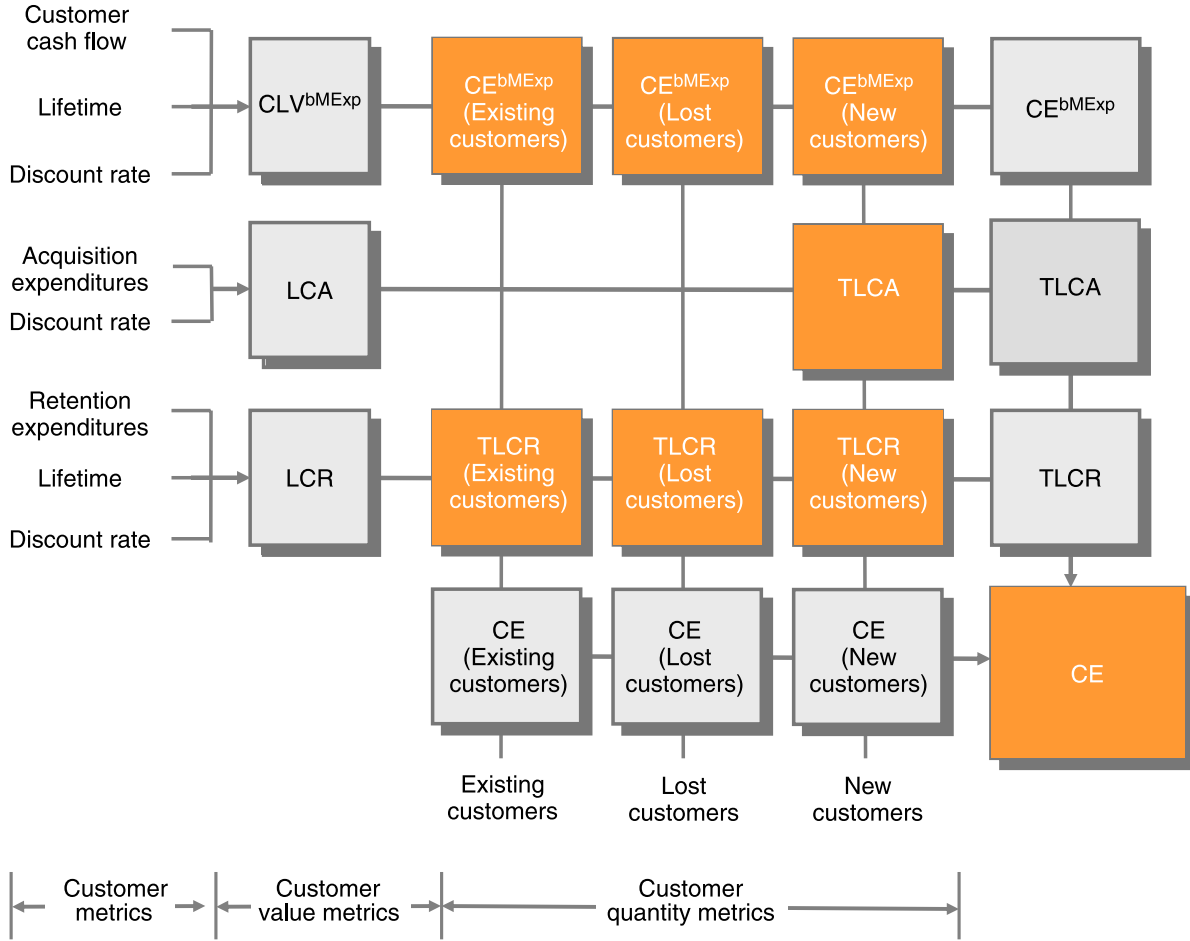 Customer
cash flow
Lifetime
Discount rate
CLVbMExp
CEbMExp
(Existing
customers)
CEbMExp
(Lost
customers)
CEbMExp
(New
customers)
CEbMExp
Acquisition
expenditures
Discount rate
LCA
TLCA
TLCA
Retention
expenditures
Lifetime
Discount rate
LCR
TLCR
(Existing
customers)
TLCR
(Lost
customers)
TLCR
(New
customers)
TLCR
CE
(Existing
customers)
CE
(Lost
customers)
CE
(New
customers)
CE
Existing
customers
Lost
customers
New
customers
Customer
metrics
Customer
value metrics
Customer
quantity metrics